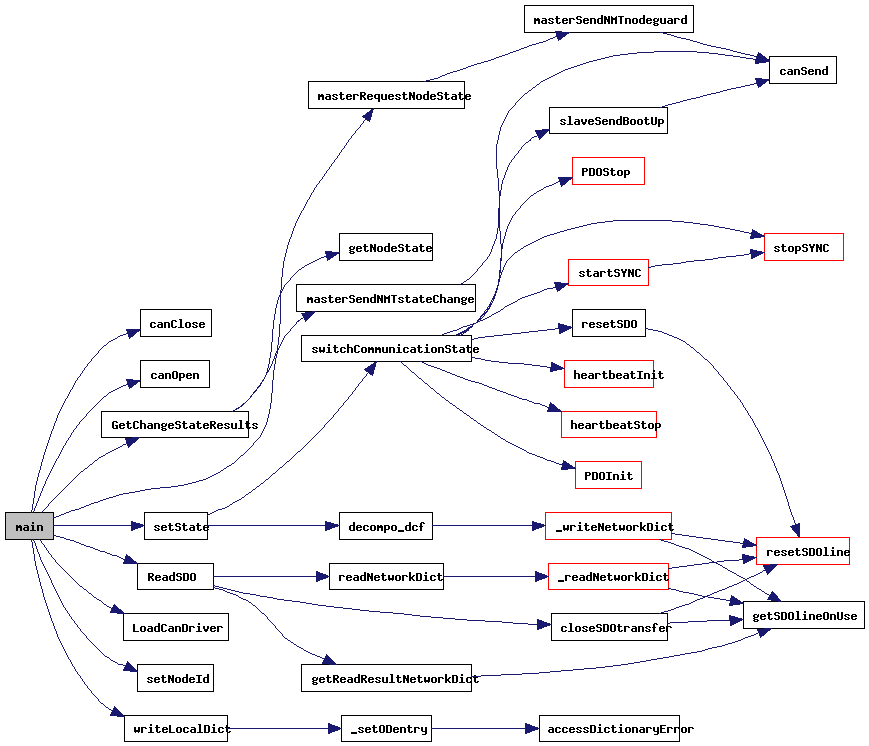 masterSendNMTnodeguard
canSend
masterRequestNodeState
slaveSendBootUp
PDOStop
getNodeState
stopSYNC
startSYNC
masterSendNMTstateChange
canClose
resetSDO
switchCommunicationState
canOpen
heartbeatInit
GetChangeStateResults
heartbeatStop
PDOInit
main
setState
decompo_dcf
_writeNetworkDict
resetSDOline
ReadSDO
readNetworkDict
_readNetworkDict
getSDOlineOnUse
LoadCanDriver
closeSDOtransfer
setNodeId
getReadResultNetworkDict
writeLocalDict
_setODentry
accessDictionaryError